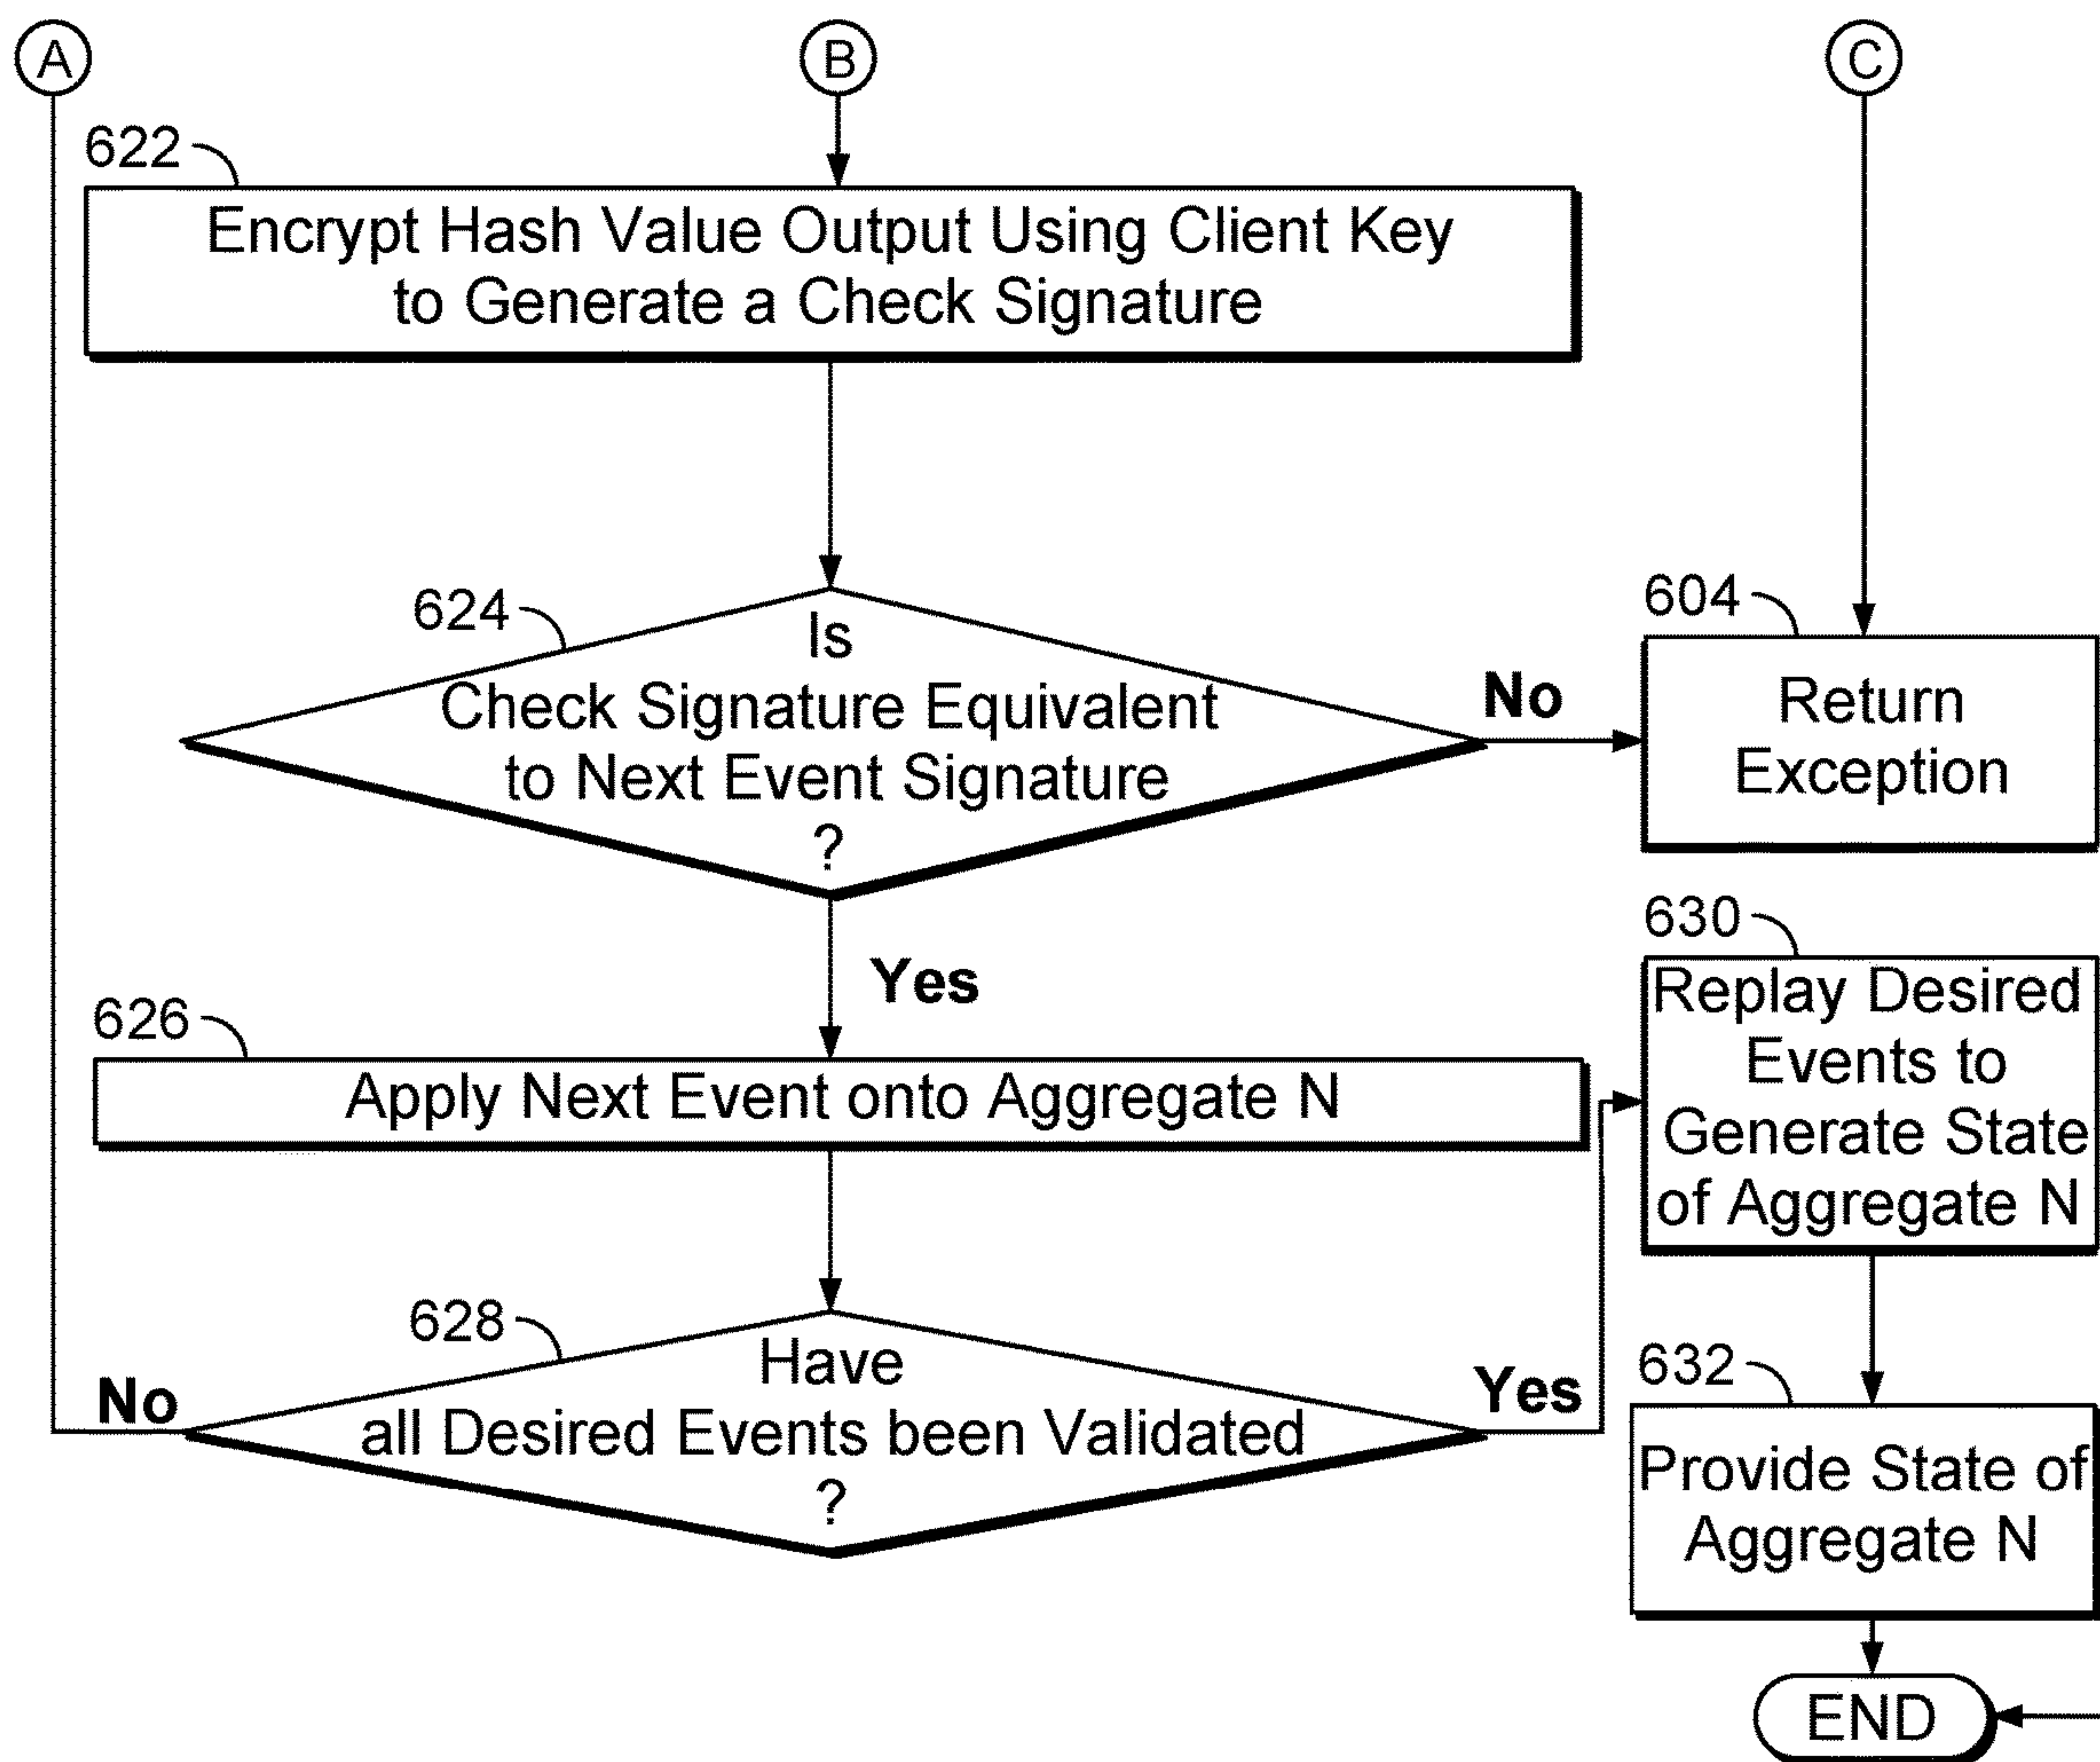 A
B
C
622
Encrypt Hash Value Output Using Client Key
to Generate a Check Signature
624
Is
Check Signature Equivalent
to Next Event Signature
?
No
604
Return
Exception
Yes
626
Apply Next Event onto Aggregate N
628
Have
all Desired Events been Validated
?
No
Yes
630
Replay Desired
Events to
Generate State
of Aggregate N
632
Provide State of
Aggregate N
END